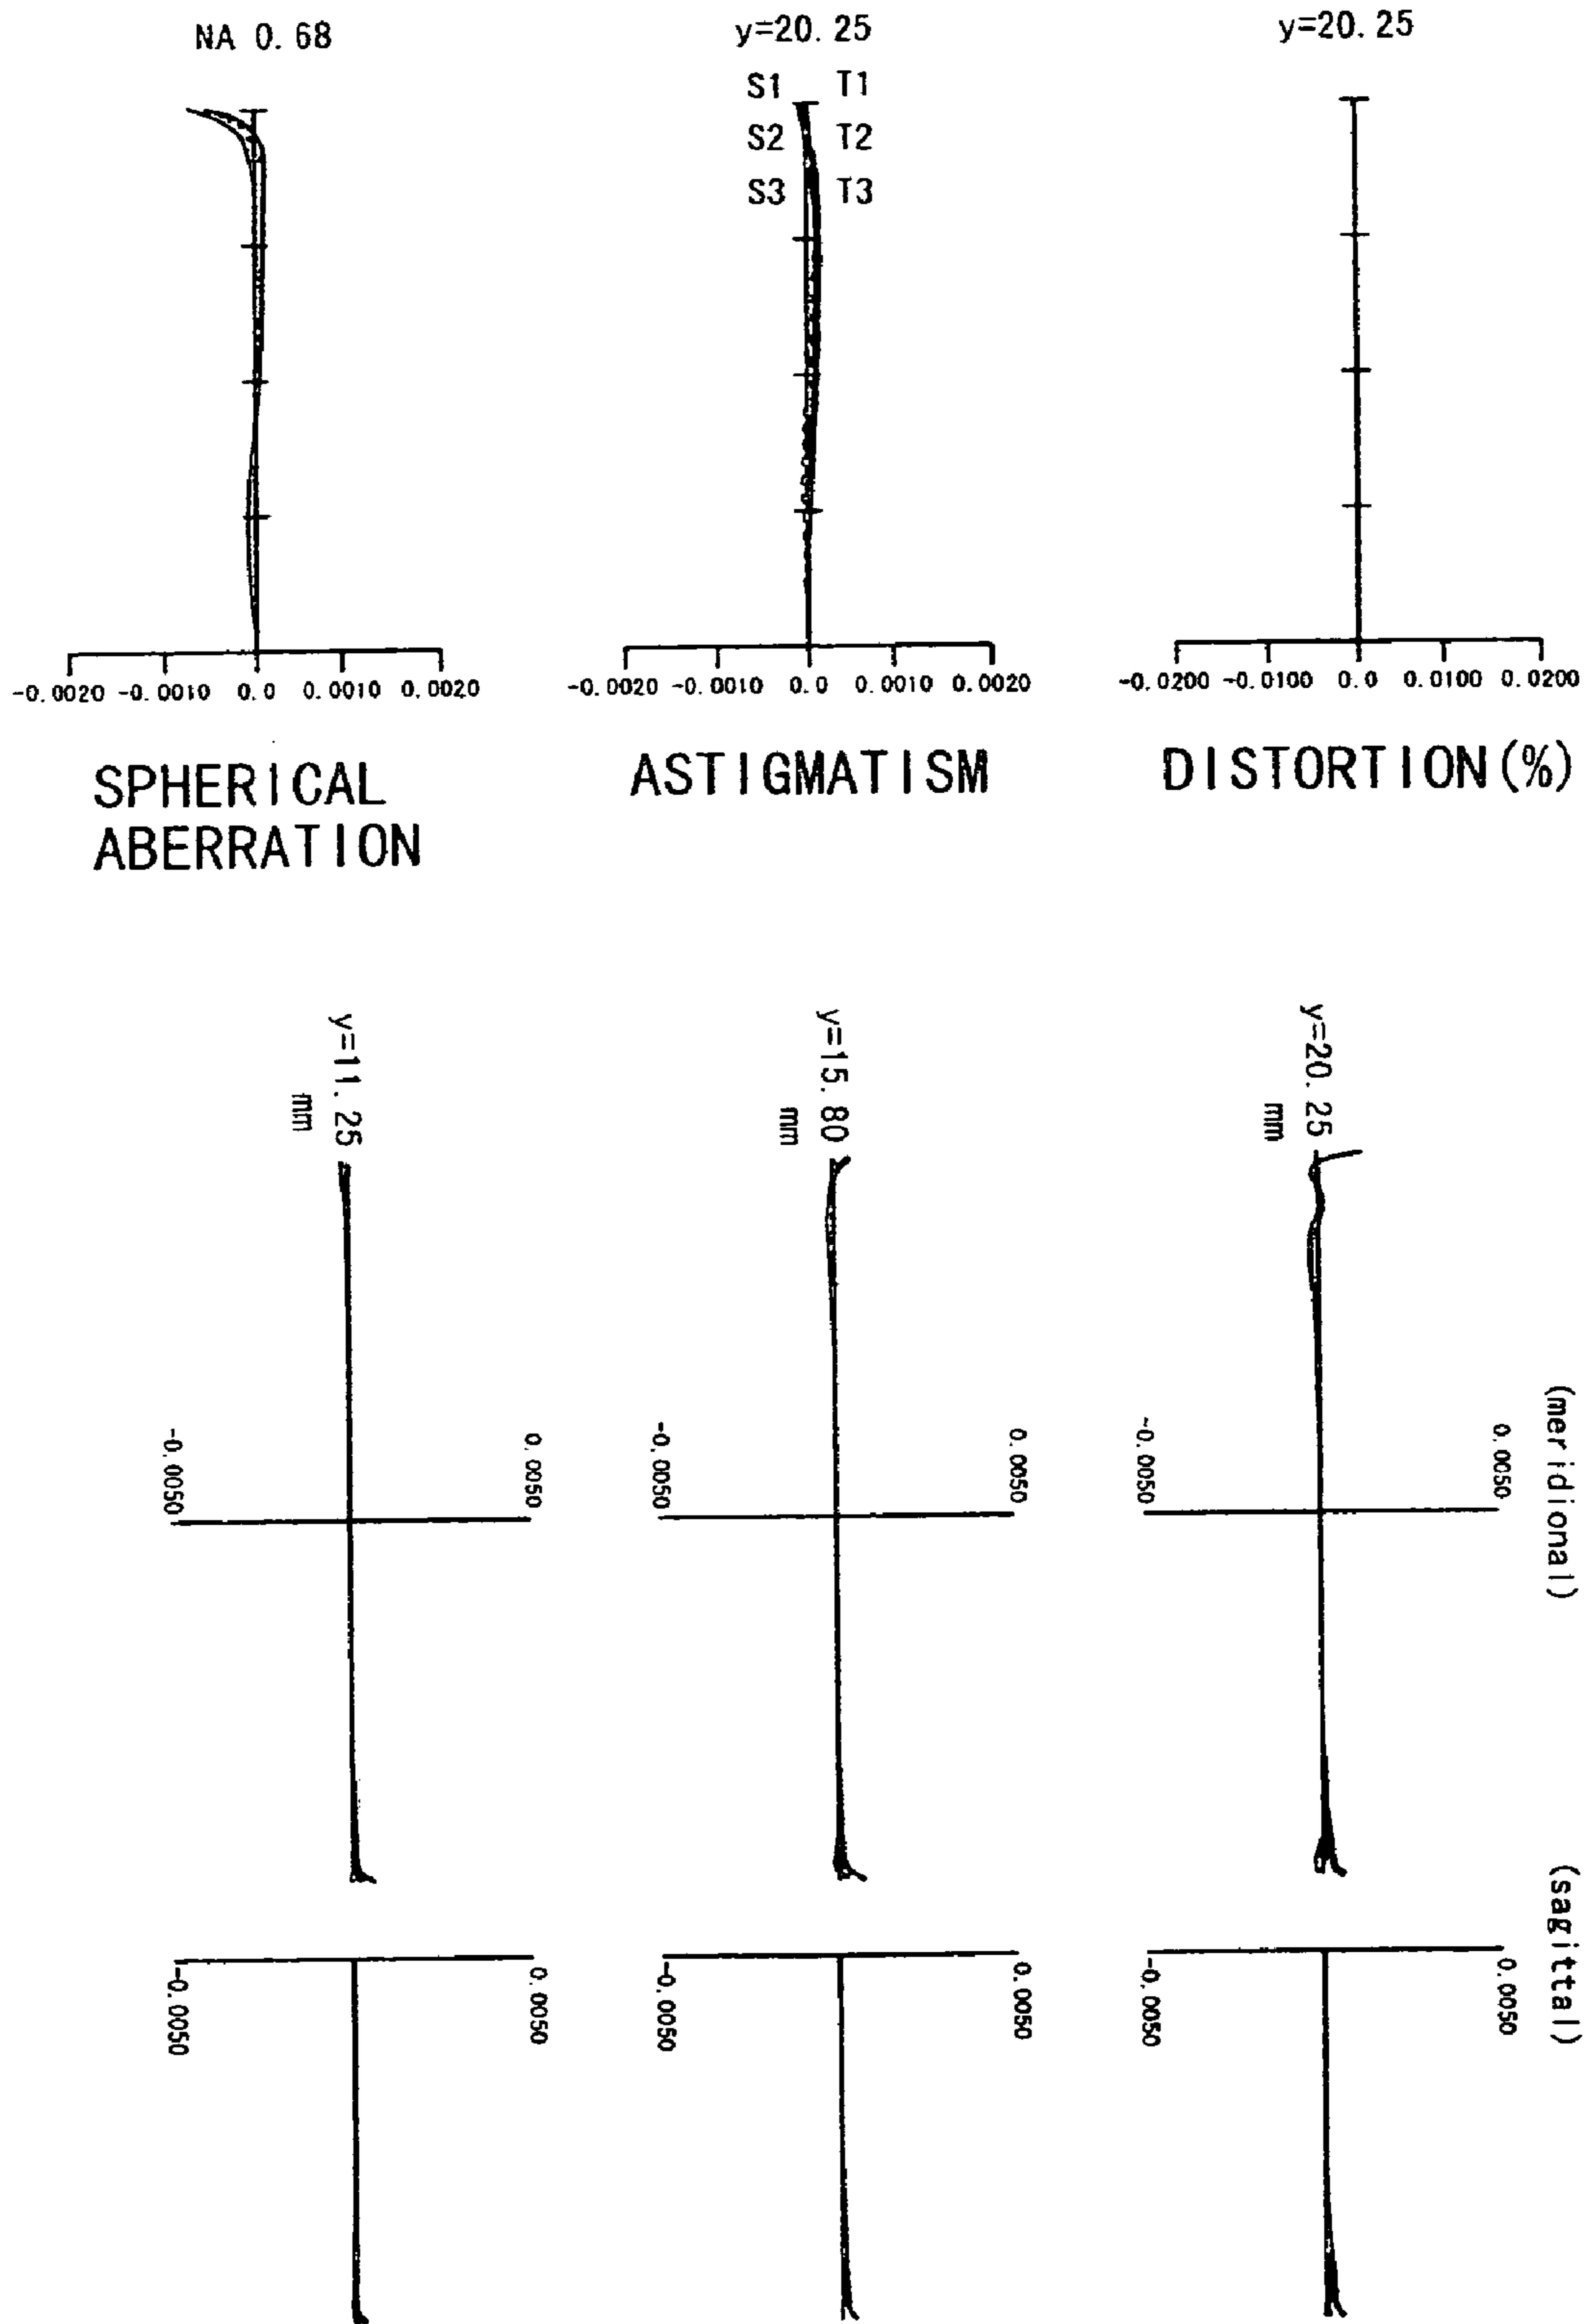 NA 0.68
y=20.25
S1 T1
S2 T2
S3 T3
y=20.25
-0.0020 -0.0010 0.0 0.0010 0.0020
-0.0020 -0.0010 0.0 0.0010 0.0020
-0.0200 -0.0100 0.0 0.0100 0.0200
SPHERICAL
ABERRATION
ASTIGMATISM
DISTORTION(%)
y=11.25
mm
y=15.80
mm
y=20.25
mm
-0.0050
0.0050
-0.0050
0.0050
-0.0050
0.0050
(meridional)
-0.0050
0.0050
-0.0050
0.0050
-0.0050
0.0050
(sagittal)